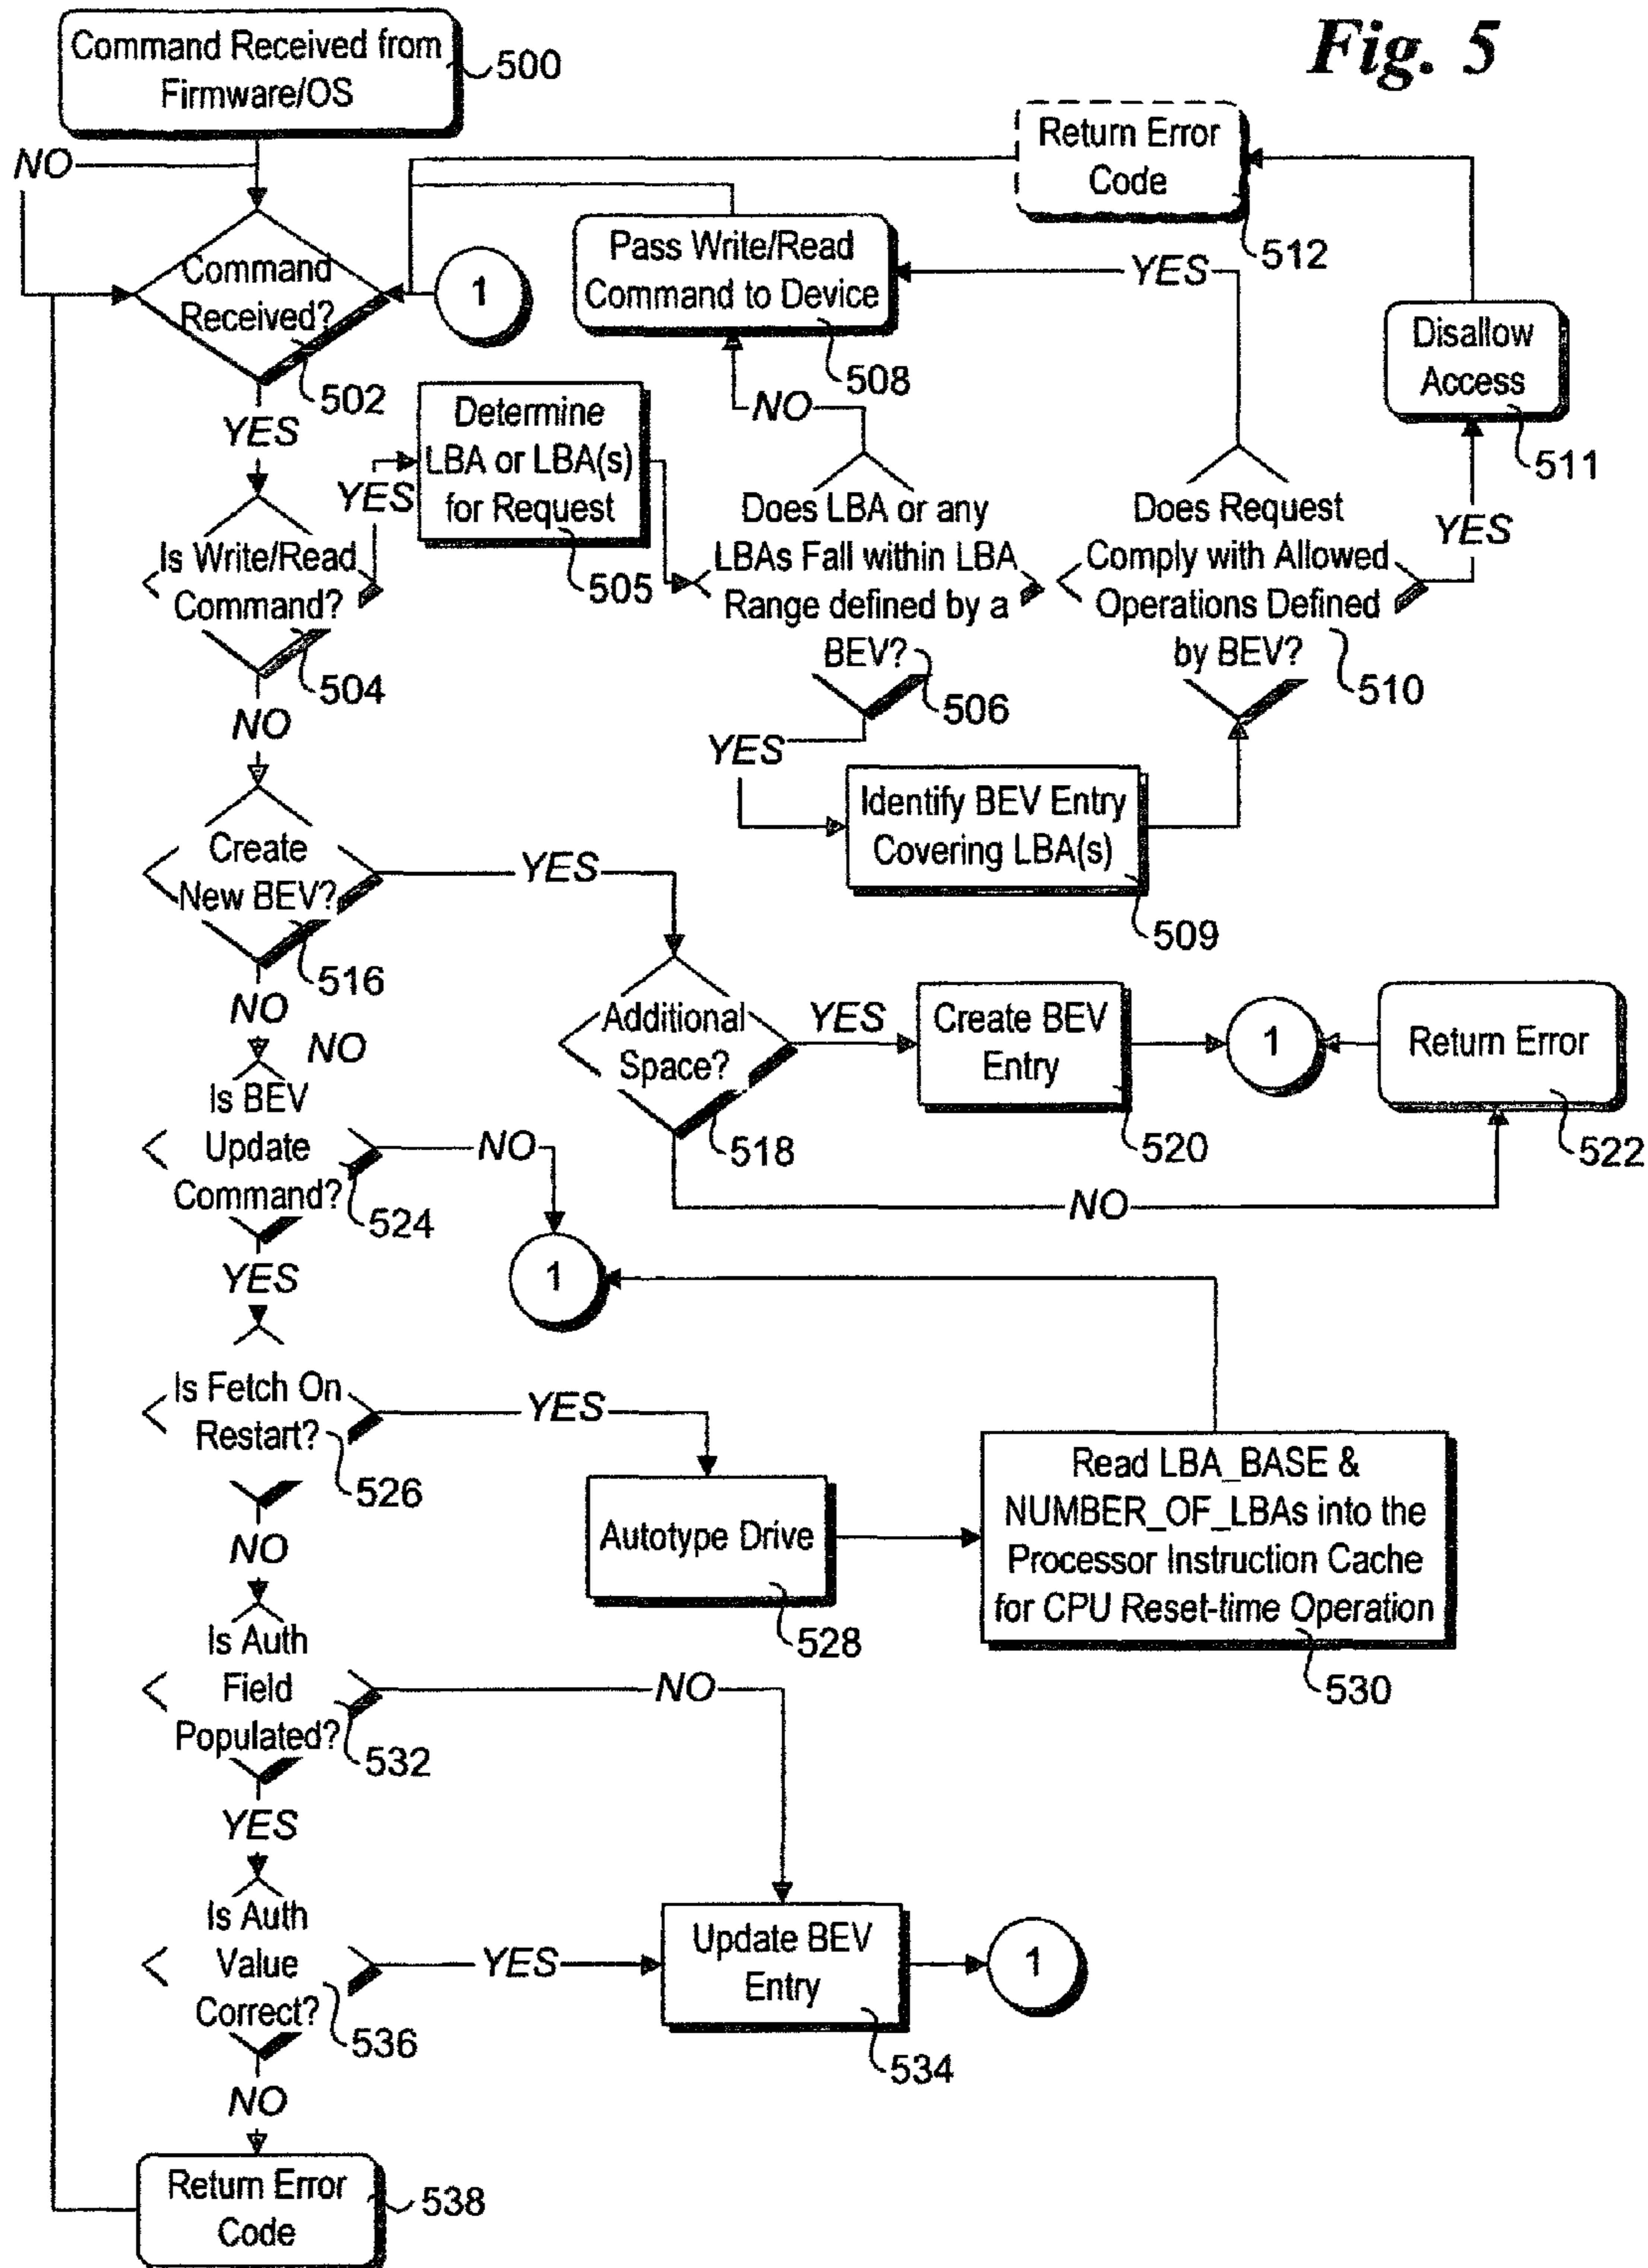 Fig. 5
Command Received from
Firmware/OS
500
NO
Command
Received?
502
1
YES
Return Error
Code
512
Pass Write/Read
Command to Device
508
YES
Disallow
Access
511
NO
YES
Determine
LBA or LBA(s)
for Request
505
YES
Is Write/Read
Command?
504
Does LBA or any
LBAs Fall within LBA
Range defined by a
BEV?
506
Does Request
Comply with Allowed
Operations Defined
by BEV?
510
NO
YES
Identify BEV Entry
Covering LBA(s)
509
Create
New BEV?
516
YES
NO
NO
Additional
Space?
518
YES
Create BEV
Entry
520
1
Return Error
522
NO
Is BEV
Update
Command?
524
NO
1
YES
Is Fetch On
Restart?
526
YES
Autotype Drive
528
Read LBA_BASE &
NUMBER_OF_LBAs into the
Processor Instruction Cache
for CPU Reset-time Operation
530
NO
Is Auth
Field
Populated?
532
NO
YES
Is Auth
Value
Correct?
536
YES
Update BEV
Entry
534
1
NO
Return Error
Code
538